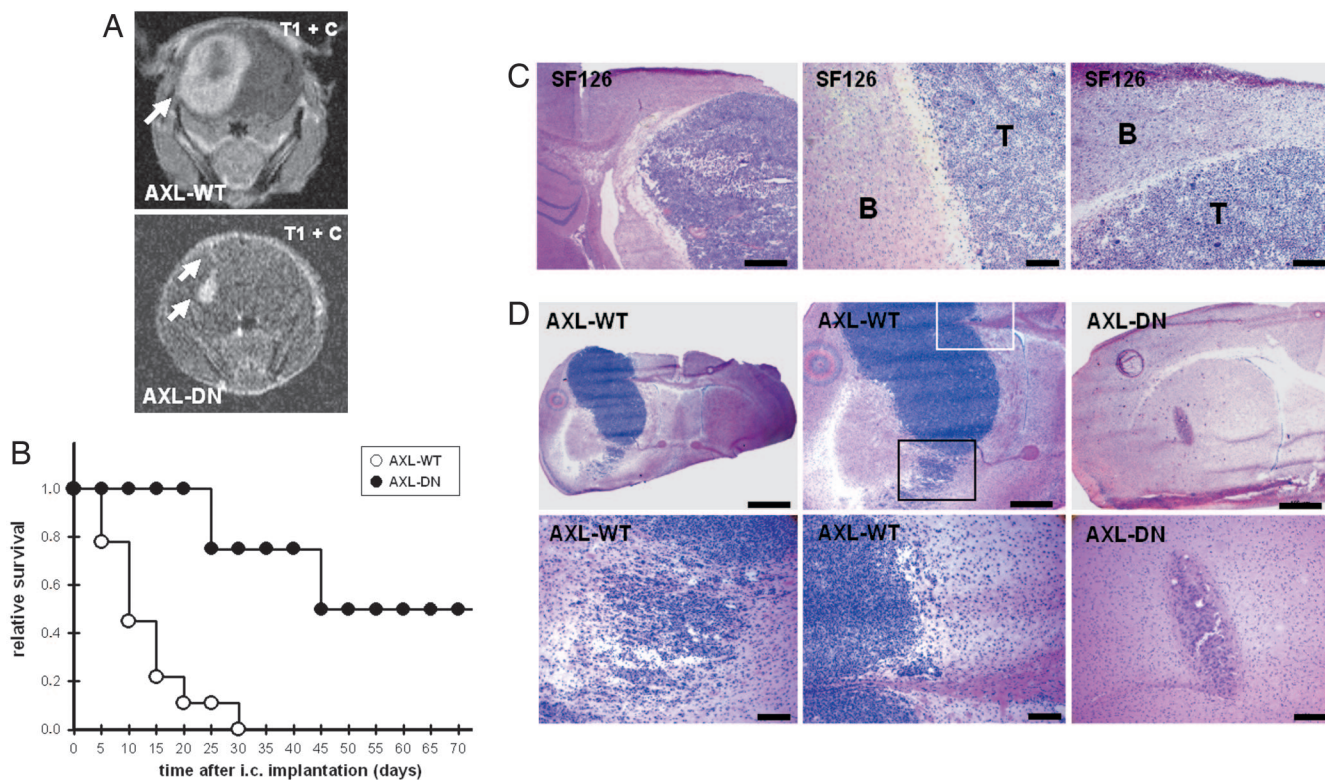 A
T1 + C
AXL-WT
T1 + C
AXL-DN
B
AXL-WT
AXL-DN
relative survival
1.0
0.8
0.6
0.4
0.2
0.0
0 5 10 15 20 25 30 35 40 45 50 55 60 65 70
time after i.c. implantation (days)
C
SF126
SF126
T
B
SF126
B
T
D
AXL-WT
AXL-WT
AXL-DN
AXL-WT
AXL-WT
AXL-DN